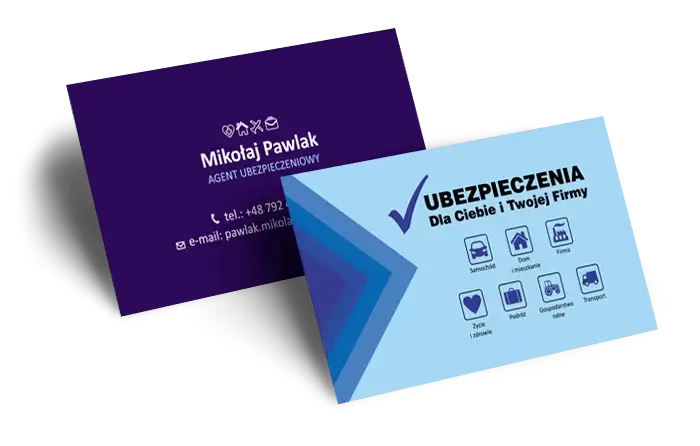 Mikołaj Pawlak
AGENT UBEZPIECZENIOWY
tel.: +48 792
e-mail: pawlak.mikoła
UBEZPIECZENIA
Dla Ciebie i Twojej Firmy
Samochód
Dom
i mieszkanie
Firma
Życie
i zdrowie
Podróż
Gospodarstwo
rolne
Transport